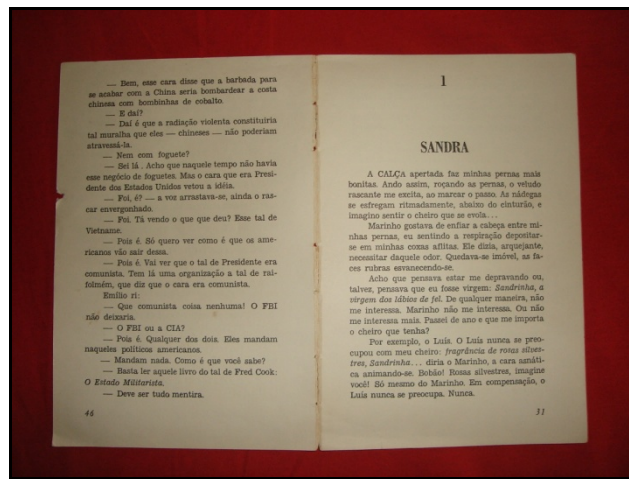 — Bem, esse cara disse que a barbada para
se acabar com a China seria bombardear a costa
chinesa com bombinhas de cobalto.
— E daí?
— Daí é que a radiação violenta constituiria
tal muralha que eles — chineses — não poderiam
atravessá-la.
— Nem com foguete?
— Sei lá. Acho que naquele tempo não havia
esse negócio de foguetes. Mas o cara que era Presi-
dente dos Estados Unidos vetou a idéia.
— Foi, é? — a voz arrastava-se, ainda o ras-
car envergonhado.
— Foi. Tá vendo o que que deu? Esse tal de
Vietname.
— Pois é. Só quero ver como é que os ame-
ricanos vão sair dessa.
— Pois é. Vai ver que o tal de Presidente era
comunista. Tem lá uma organização a tal de rai-
folmém, que diz que o cara era comunista.
Emílio ri:
— Que comunista coisa nenhuma! O FBI
não deixaria.
— O FBI ou a CIA?
— Pois é. Qualquer dos dois. Eles mandam
naqueles políticos americanos.
— Mandam nada. Como é que você sabe?
— Basta ler aquele livro do tal de Fred Cook:
O Estado Militarista.
— Deve ser tudo mentira.
46
1
SANDRA
A CALÇA apertada faz minhas pernas mais
bonitas. Ando assim, roçando as pernas, o veludo
rascante me excita, ao marcar o passo. As nádegas
se esfregam ritmadamente, abaixo do cinturão, e
imagino sentir o cheiro que se evola...
Marinho gostava de enfiar a cabeça entre mi-
nhas pernas, eu sentindo a respiração depositar-
se em minhas coxas aflitas. Ele dizia, arquejante,
necessitar daquele odor. Quedava-se imóvel, as fa-
ces rubras esvanecendo-se.
Acho que pensava estar me depravando ou,
talvez, pensava que eu fosse virgem: Sandrinha, a
virgem dos lábios de fel. De qualquer maneira, não
me interessa. Marinho não me interessa. Ou não
me interessa mais. Passei do ano e que me importa
o cheiro que tenha?
Por exemplo, o Luís. O Luís nunca se preo-
cupou com meu cheiro: fragrância de rosas silves-
tres, Sandrinha... diria o Marinho, a cara amáti-
ca animando-se. Bobão! Rosas silvestres, imagine
você! Só mesmo do Marinho. Em compensação, o
Luís nunca se preocupa. Nunca.
31